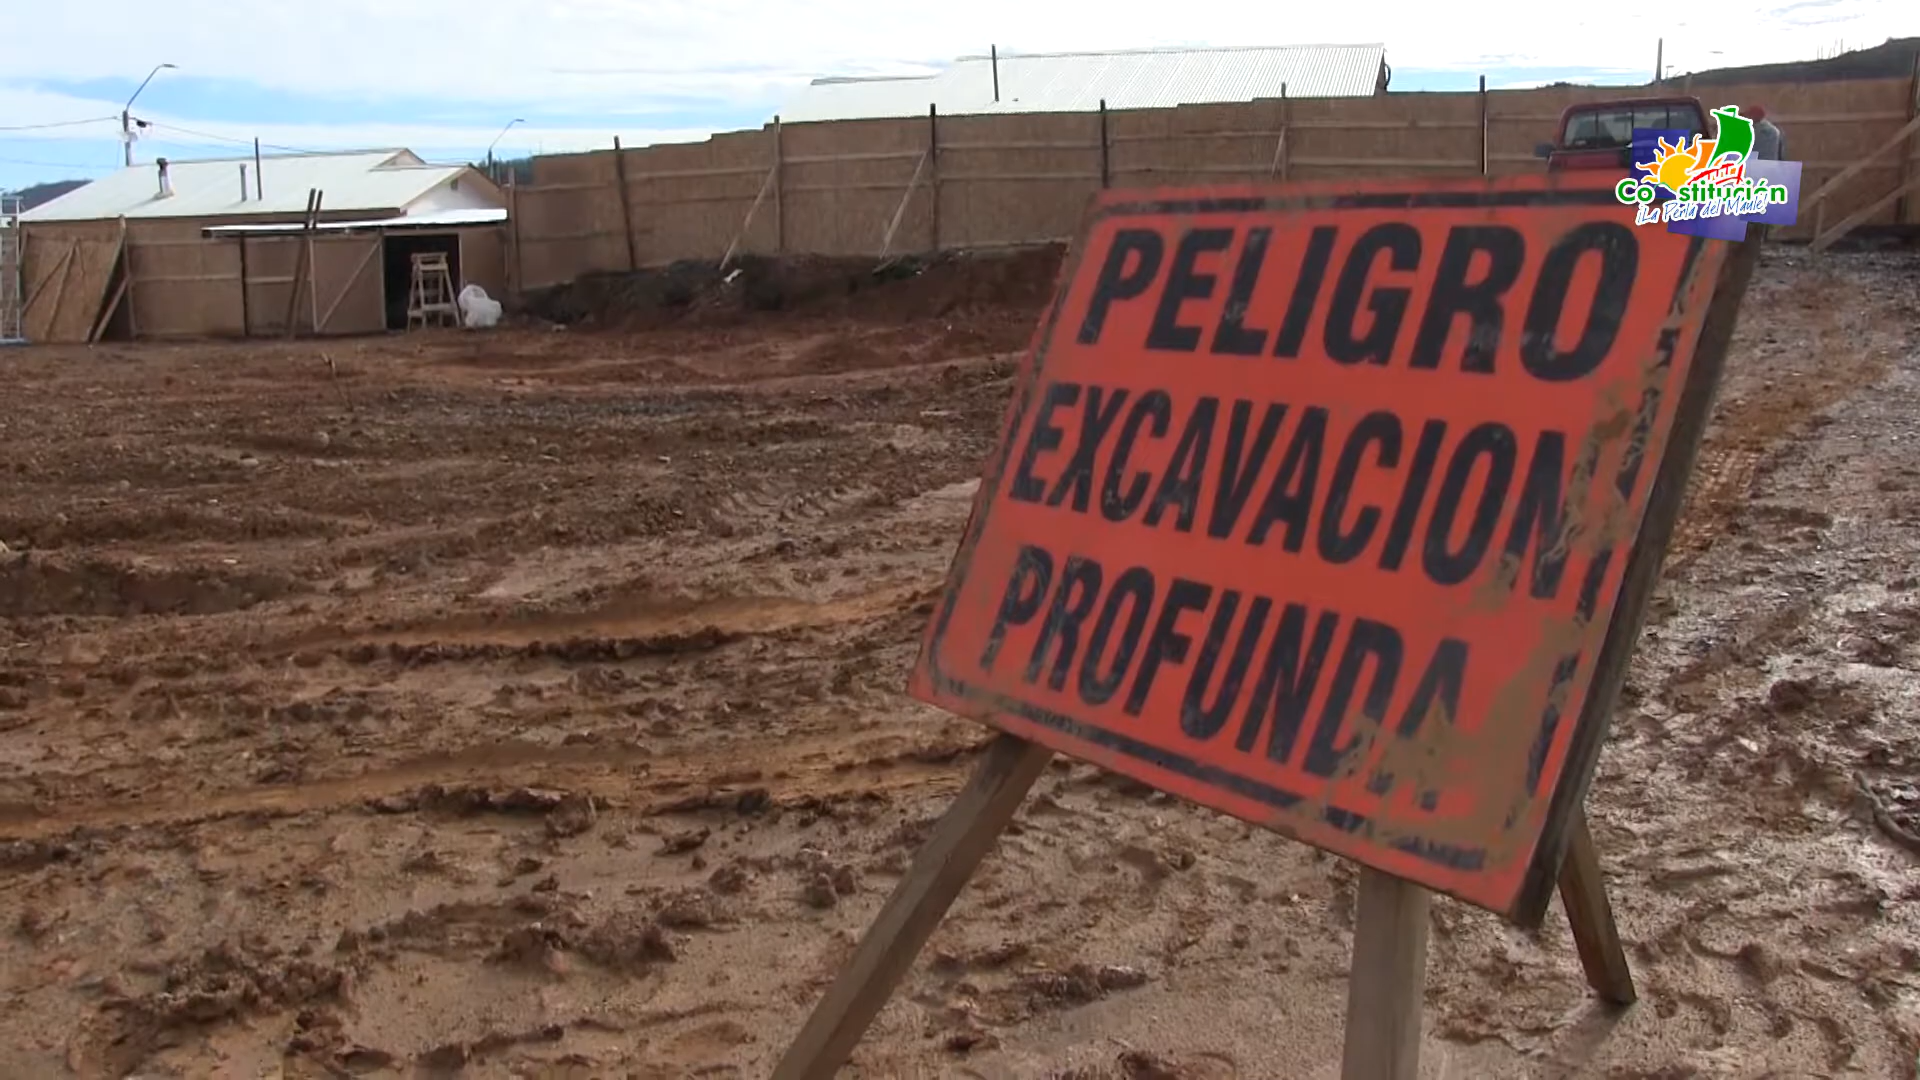 PELIGRO
EXCAVACION
PROFUNDA
Constitución
¡La Perla del Maule!